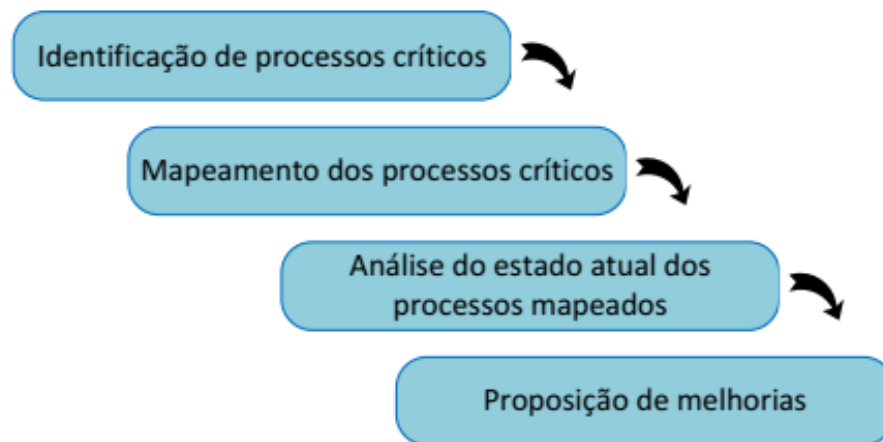 Identificação de processos críticos
Mapeamento dos processos críticos
Análise do estado atual dos
processos mapeados
Proposição de melhorias